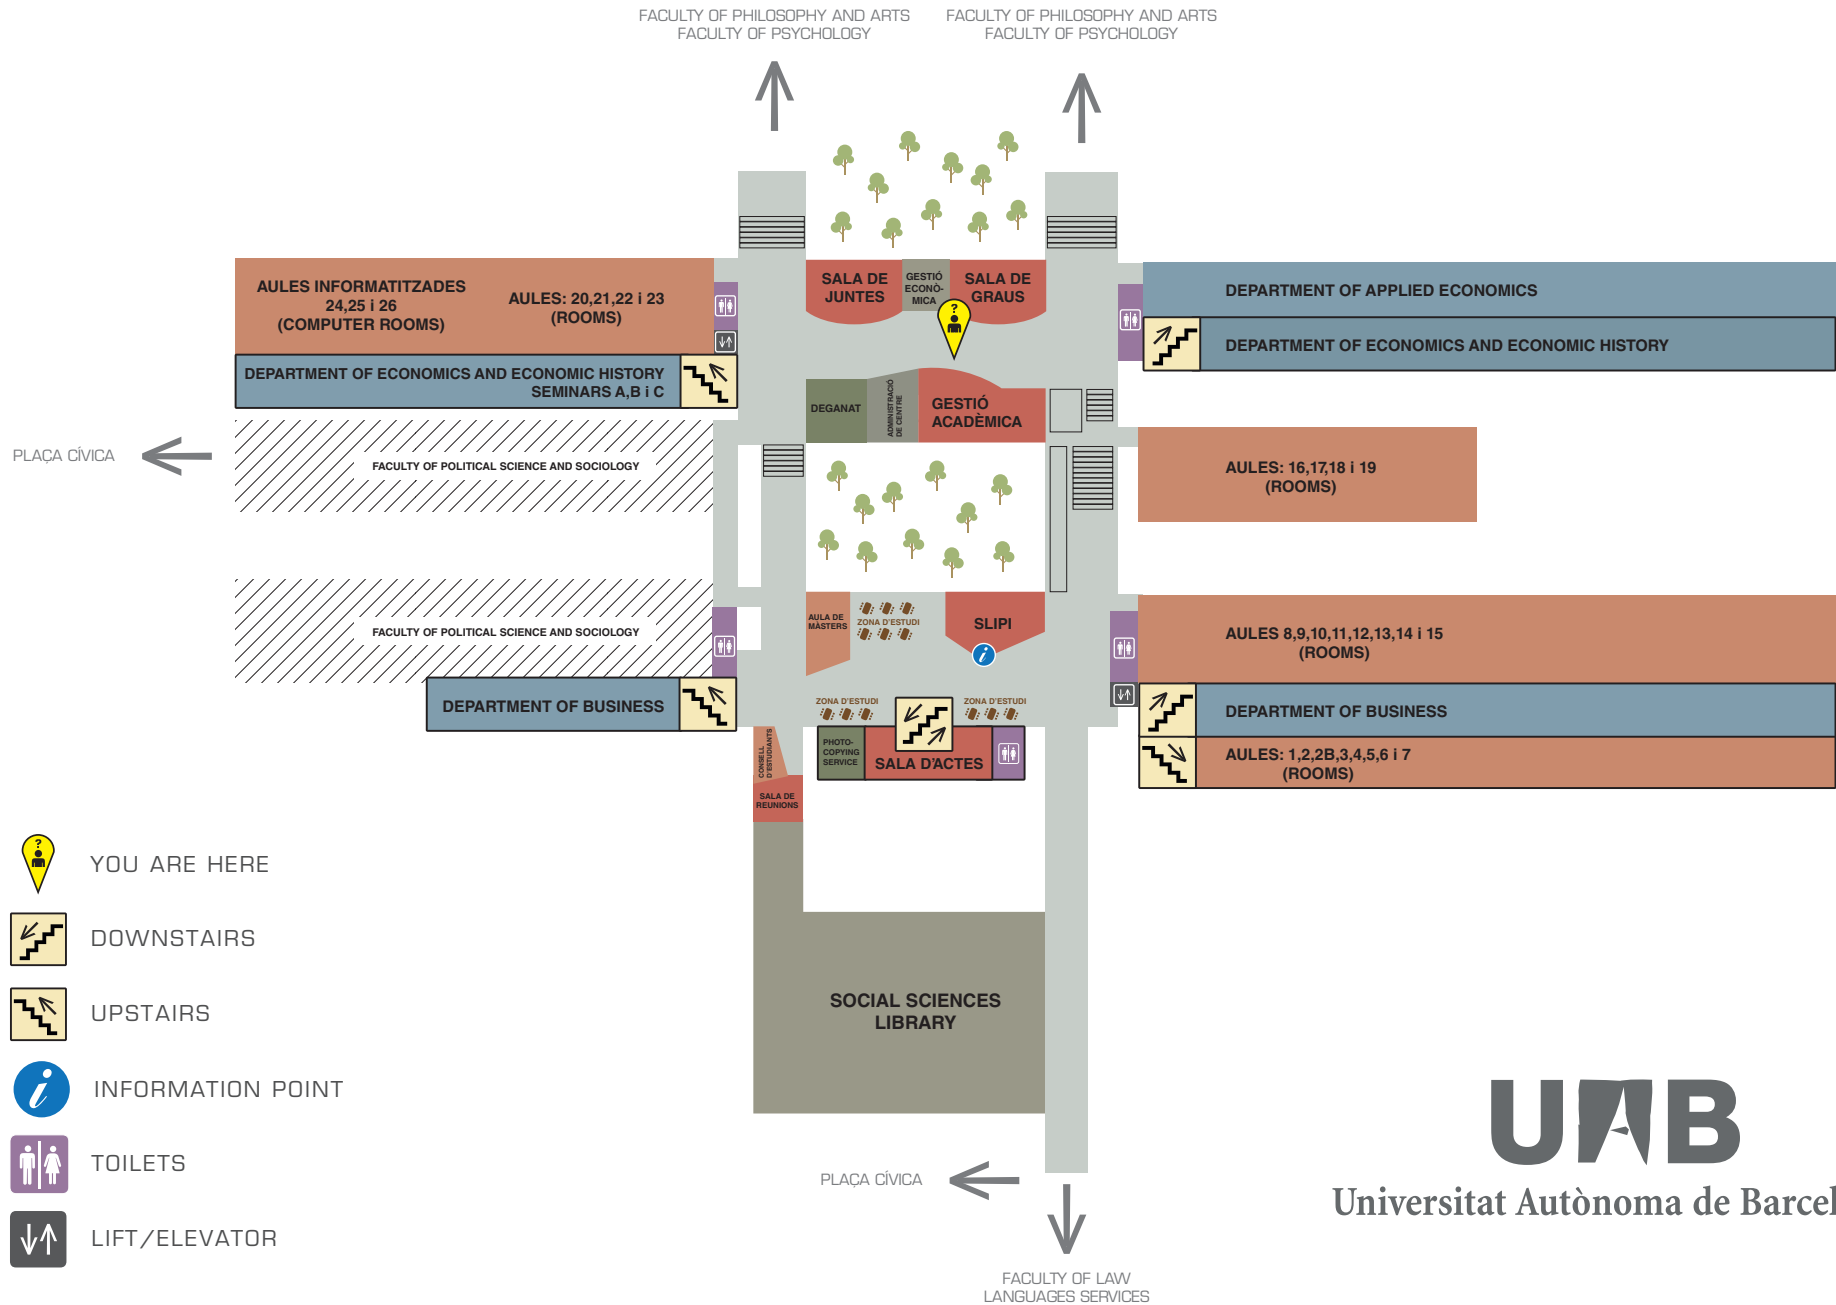 FACULTY OF PHILOSOPHY AND ARTS
FACULTY OF PSYCHOLOGY
FACULTY OF PHILOSOPHY AND ARTS
FACULTY OF PSYCHOLOGY
AULES INFORMATITZADES
24,25 i 26
(COMPUTER ROOMS)
AULES: 20,21,22 i 23
(ROOMS)
SALA DE
JUNTES
GESTIÓ
ECONÒ-
MICA
SALA DE
GRAUS
?
DEPARTMENT OF APPLIED ECONOMICS
DEPARTMENT OF ECONOMICS AND ECONOMIC HISTORY
DEPARTMENT OF ECONOMICS AND ECONOMIC HISTORY
SEMINARS A,B i C
DEGANAT
ADMINISTRACIÓ
DE CENTRE
GESTIÓ
ACADÈMICA
PLAÇA CÍVICA
FACULTY OF POLITICAL SCIENCE AND SOCIOLOGY
AULES: 16,17,18 i 19
(ROOMS)
FACULTY OF POLITICAL SCIENCE AND SOCIOLOGY
AULA DE
MÀSTERS
ZONA D'ESTUDI
SLIPI
i
AULES 8,9,10,11,12,13,14 i 15
(ROOMS)
DEPARTMENT OF BUSINESS
ZONA D'ESTUDI
ZONA D'ESTUDI
DEPARTMENT OF BUSINESS
CONSELL
D'ESTUDIANTS
PHOTO-
COPYING
SERVICE
SALA D'ACTES
AULES: 1,2,2B,3,4,5,6 i 7
(ROOMS)
SALA DE
REUNIONS
?
YOU ARE HERE
DOWNSTAIRS
UPSTAIRS
i
INFORMATION POINT
TOILETS
LIFT/ELEVATOR
SOCIAL SCIENCES
LIBRARY
PLAÇA CÍVICA
FACULTY OF LAW
LANGUAGES SERVICES
UAB
Universitat Autònoma de Barcel